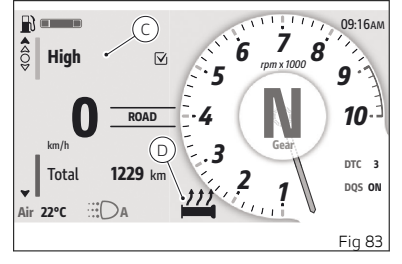 C
09:16AM
High
rpm x 1000
1
2
3
4
5
6
7
8
9
10
0
ROAD
N
Gear
km/h
D
Total 1229 km
DTC 3
DQS ON
Air 22°C
A
Fig 83